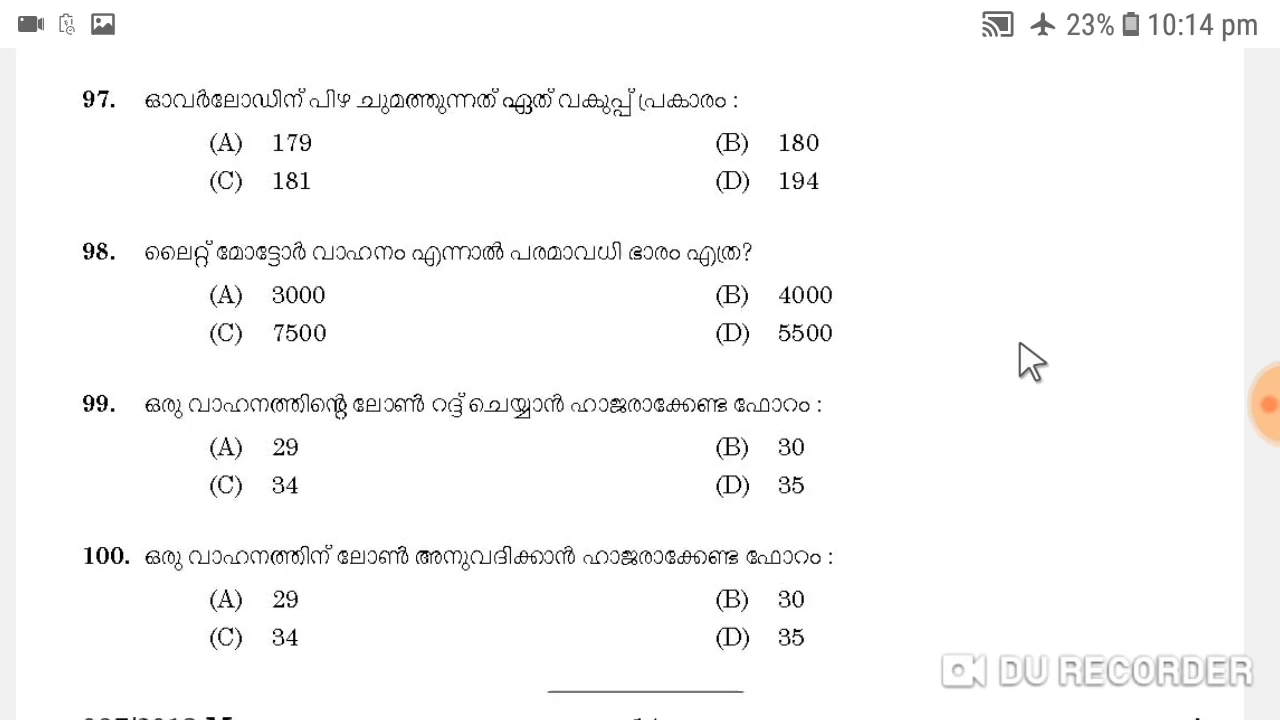 23% 10:14 pm
97. ഓവർലോഡിന് പിഴ ചുമത്തുന്നത് ഏത് വകുപ്പ് പ്രകാരം :
(A) 179 (B) 180
(C) 181 (D) 194
98. ലൈറ്റ് മോട്ടോർ വാഹനം എന്നാൽ പരമാവധി ഭാരം എത്ര?
(A) 3000 (B) 4000
(C) 7500 (D) 5500
99. ഒരു വാഹനത്തിന്റെ ലോൺ റദ്ദ് ചെയ്യാൻ ഹാജരാക്കേണ്ട ഫോറം :
(A) 29 (B) 30
(C) 34 (D) 35
100. ഒരു വാഹനത്തിന് ലോൺ അനുവദിക്കാൻ ഹാജരാക്കേണ്ട ഫോറം :
(A) 29 (B) 30
(C) 34 (D) 35
DU RECORDER